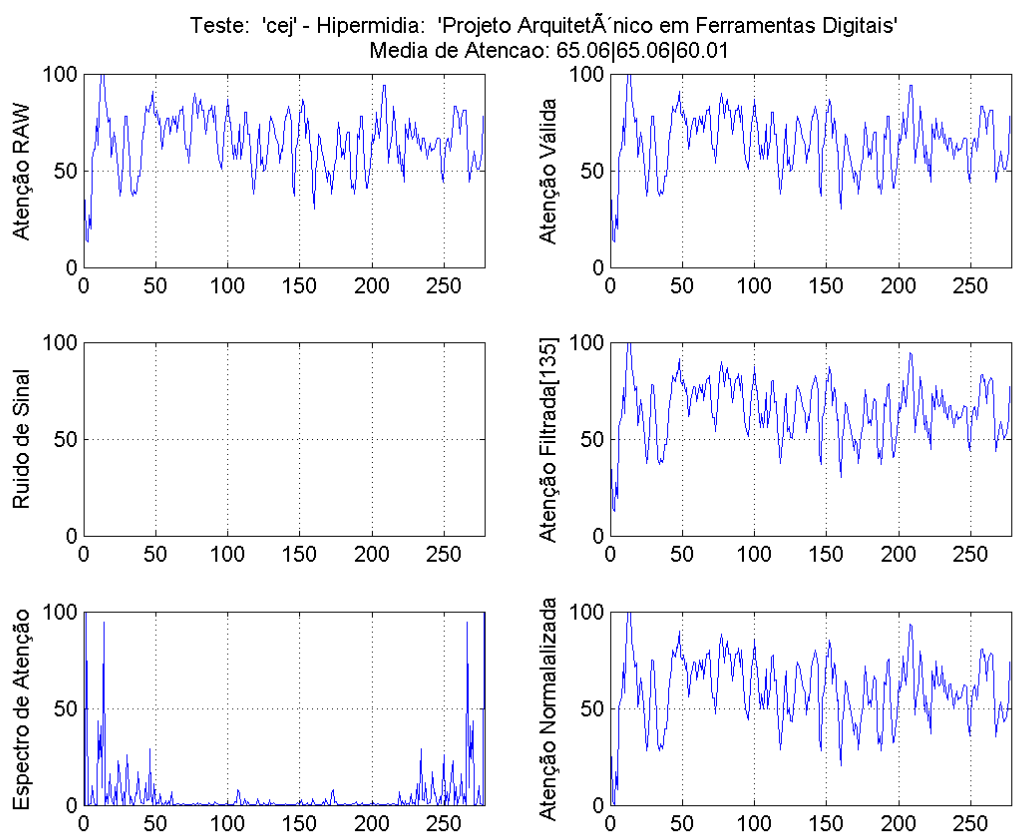 Teste:  'cej' - Hipermidia:  'Projeto ArquitetÃ´nico em Ferramentas Digitais'
Media de Atencao: 65.06|65.06|60.01
Atenção RAW
100
50
0
0 50 100 150 200 250
Atenção Válida
100
50
0
0 50 100 150 200 250
Ruido de Sinal
100
50
0
0 50 100 150 200 250
Atenção Filtrada[135]
100
50
0
0 50 100 150 200 250
Espectro de Atenção
100
50
0
0 50 100 150 200 250
Atenção Normalalizada
100
50
0
0 50 100 150 200 250